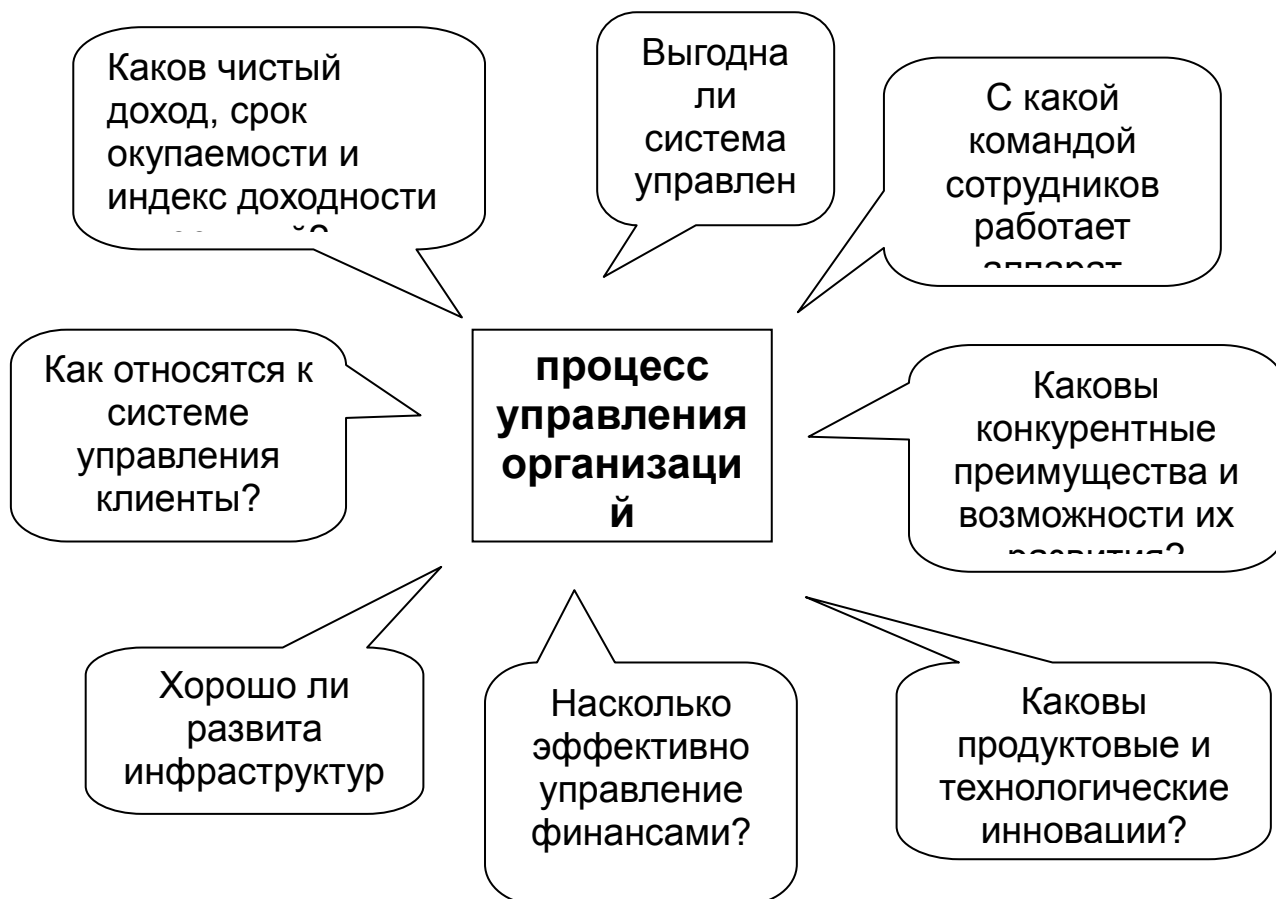 Каков чистый
доход, срок
окупаемости и
индекс доходности
Выгодна
ли
система
управлен
С какой
командой
сотрудников
работает
аппарат
Как относятся к
системе
управления
клиенты?
процесс
управления
организаци
й
Каковы
конкурентные
преимущества и
возможности их
развития?
Хорошо ли
развита
инфраструктур
Насколько
эффективно
управление
финансами?
Каковы
продуктовые и
технологические
инновации?